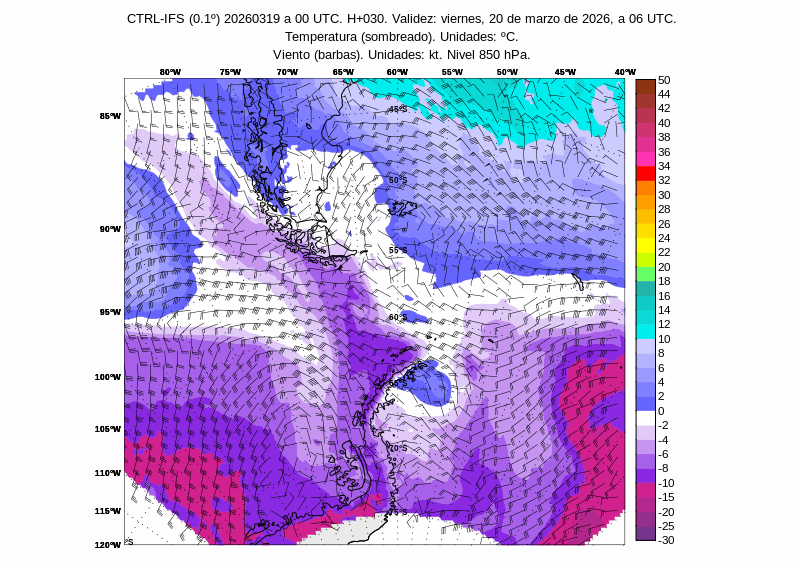 CTRL-IFS (0.1º) 20260319 a 00 UTC. H+030. Validez: viernes, 20 de marzo de 2026, a 06 UTC.
Temperatura (sombreado). Unidades: ºC.
Viento (barbas). Unidades: kt. Nivel 850 hPa.
80°W 75°W 70°W 65°W 60°W 55°W 50°W 45°W 40°W
50
44
45°S
42
85°W
40
38
36
34
50°S
32
30
28
26
90°W
24
55°S
22
20
18
16
95°W
60°S
14
12
10
8
6
100°W
4
2
0
105°W
-2
70°S
-4
-6
110°W
-8
-10
-15
115°W
-20
-25
120°W
°S
-30